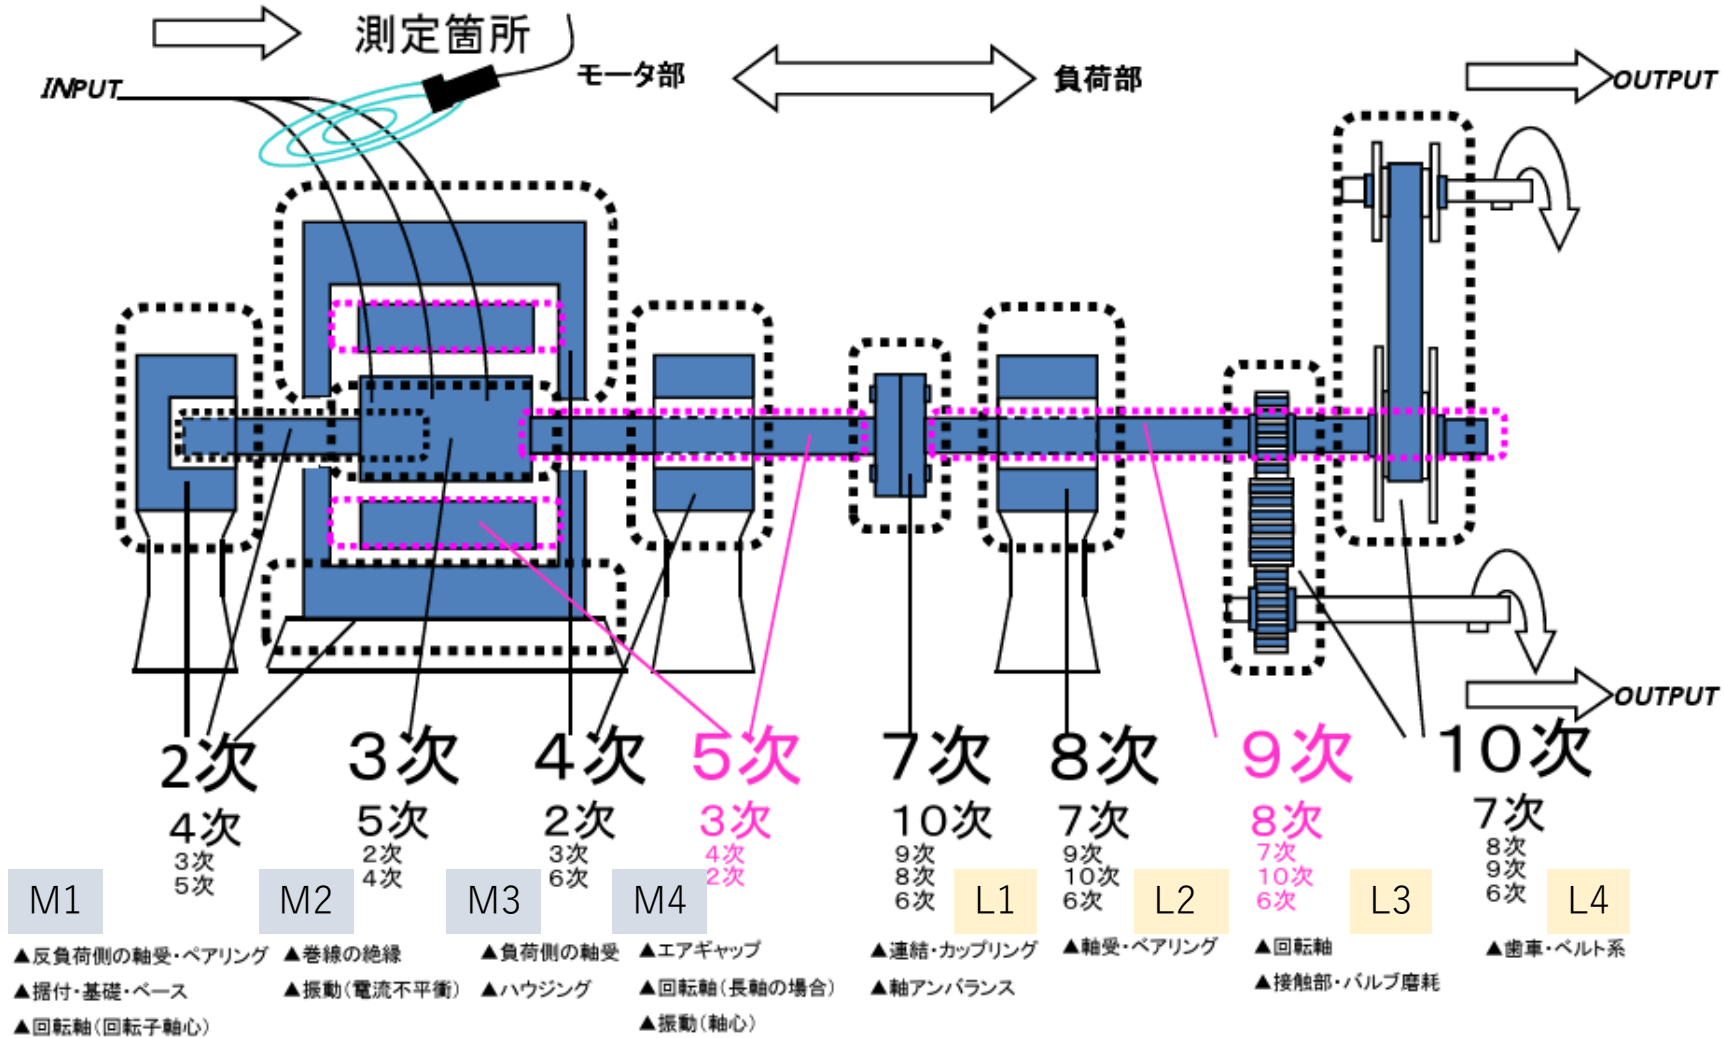 測定箇所
INPUT
モータ部
負荷部
OUTPUT
OUTPUT
2次
4次
3次
5次
3次
5次
2次
4次
4次
2次
3次
6次
5次
3次
4次
2次
7次
10次
9次
8次
6次
8次
7次
9次
10次
6次
9次
8次
7次
10次
6次
10次
7次
8次
9次
6次
M1
▲反負荷側の軸受・ベアリング
▲据付・基礎・ベース
▲回転軸(回転子軸心)
M2
▲巻線の絶縁
▲振動(電流不平衡)
M3
▲負荷側の軸受
▲ハウジング
M4
▲エアギャップ
▲回転軸(長軸の場合)
▲振動(軸心)
L1
▲連結・カップリング
▲軸アンバランス
L2
▲軸受・ベアリング
L3
▲回転軸
▲接触部・バルブ磨耗
L4
▲歯車・ベルト系